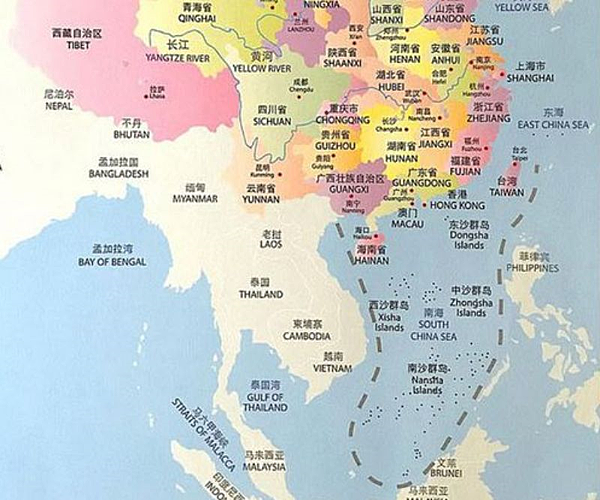 青海省
QINGHAI
NINGXIA
兰州
LANZHOU
山西省
SHANXI
山东省
SHANDONG
YELLOW SEA
西藏自治区
TIBET
长江
YANGTZE RIVER
黄河
YELLOW RIVER
西安
Xi'an
陕西省
SHAANXI
郑州
Zhengzhou
河南省
HENAN
安徽省
ANHUI
合肥
Hefei
江苏省
JIANGSU
南京
Nanjing
上海市
SHANGHAI
尼泊尔
NEPAL
拉萨
Lhasa
不丹
BHUTAN
成都
Chengdu
四川省
SICHUAN
重庆市
CHONGQING
湖北省
HUBEI
武汉
Wuhan
杭州
Hangzhou
浙江省
ZHEJIANG
东海
EAST CHINA SEA
孟加拉国
BANGLADESH
贵州省
GUIZHOU
贵阳
Guiyang
长沙
Changsha
湖南省
HUNAN
南昌
Nanchang
江西省
JIANGXI
福州
Fuzhou
福建省
FUJIAN
台北
Taipei
台湾
TAIWAN
缅甸
MYANMAR
昆明
Kunming
云南省
YUNNAN
广西壮族自治区
GUANGXI
南宁
Nanning
广东省
GUANGDONG
广州
Guangzhou
香港
HONG KONG
澳门
MACAU
孟加拉湾
BAY OF BENGAL
老挝
LAOS
海口
Haikou
海南省
HAINAN
东沙群岛
Dongsha
Islands
菲律宾
PHILIPPINES
泰国
THAILAND
西沙群岛
Xisha
Islands
中沙群岛
Zhongsha
Islands
南海
SOUTH
CHINA SEA
柬埔寨
CAMBODIA
越南
VIETNAM
南沙群岛
Nansha
Islands
泰国湾
GULF OF
THAILAND
马六甲海峡
STRAITS OF MALACCA
马来西亚
MALAYSIA
文莱
BRUNEI
马来西亚
MALAYSIA